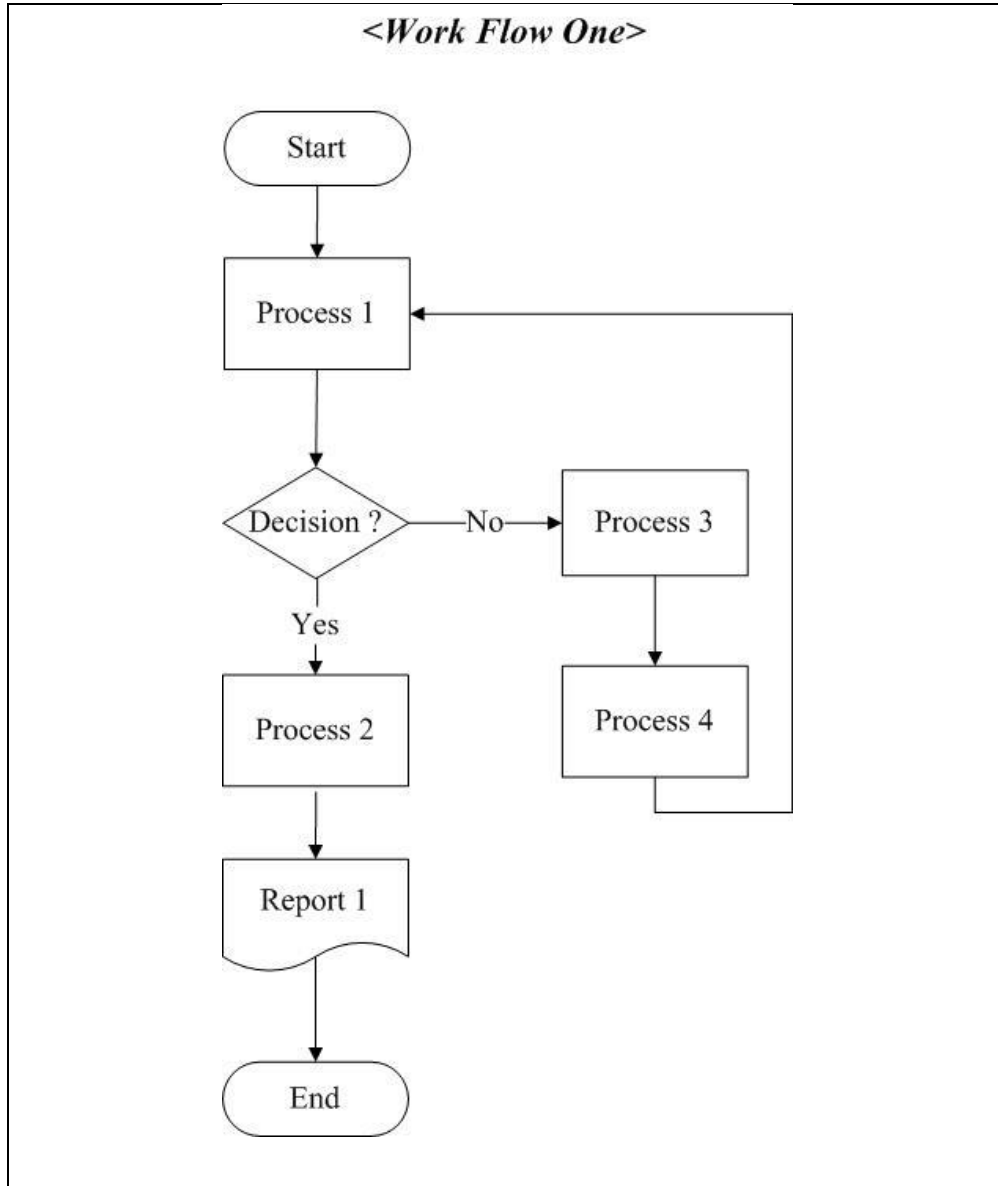 <Work Flow One>
Start
Process 1
Decision ?
No
Process 3
Yes
Process 2
Process 4
Report 1
End